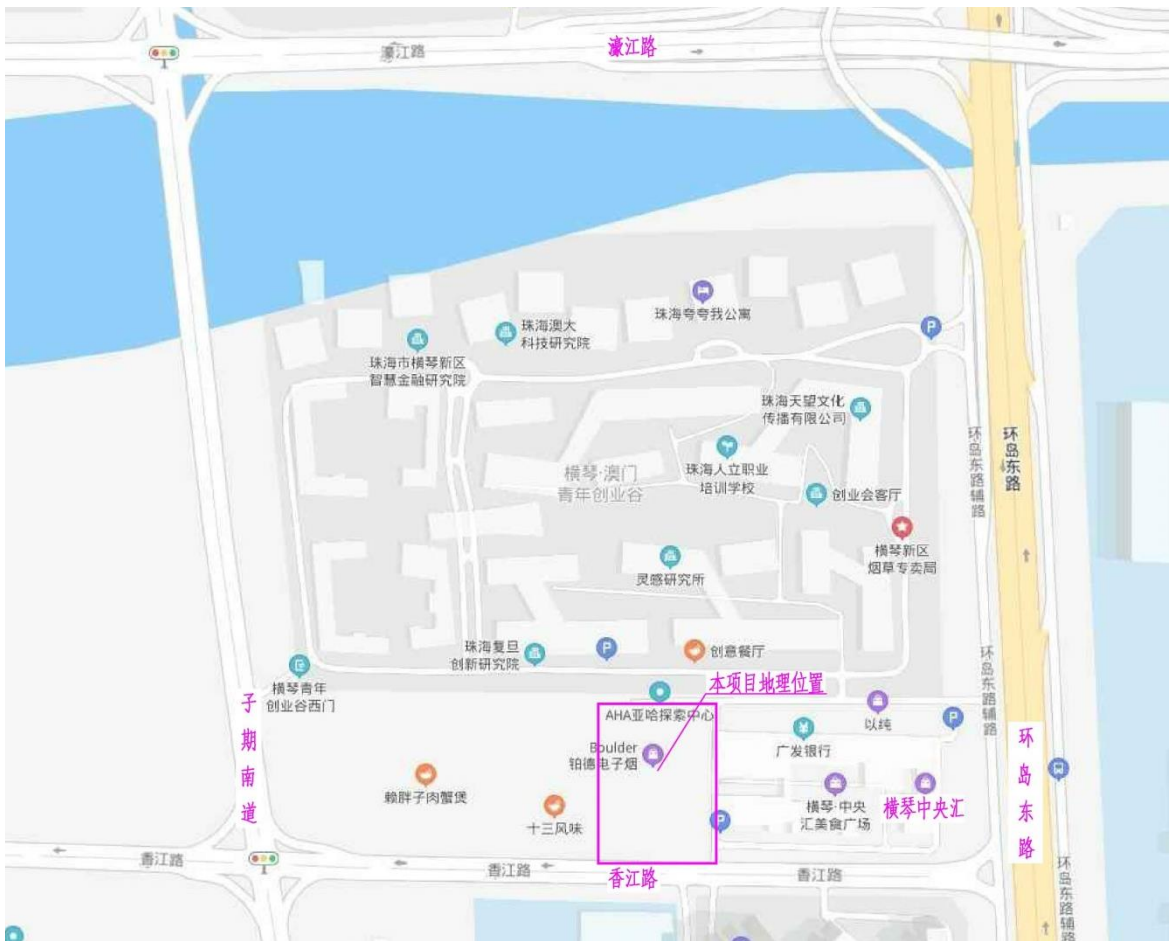 濠江路
濠江路
珠海夸夸我公寓
珠海澳大
科技研究院
珠海市横琴新区
智慧金融研究院
P
珠海天望文化
传播有限公司
环岛东路辅路
环岛东路
横琴·澳门
青年创业谷
珠海人立职业
培训学校
创业会客厅
横琴新区
烟草专卖局
灵感研究所
珠海复旦
创新研究院
P
创意餐厅
环岛东路辅路
横琴青年
创业谷西门
本项目地理位置
子期南道
AHA亚哈探索中心
以纯
P
Boulder
铂德电子烟
广发银行
环岛东路
赖胖子肉蟹煲
十三风味
P
横琴·中央
汇美食广场
横琴中央汇
香江路
香江路
香江路
香江路
环岛东路辅路